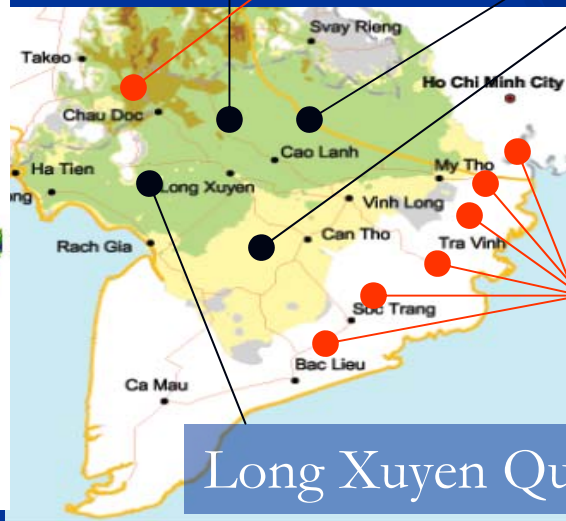 Svay Rieng
Takeo
Ho Chi Minh City
Chau Doc
Cao Lanh
My Tho
Ha Tien
ng
Long Xuyen
Vinh Long
Can Tho
Tra Vinh
Rach Gia
Soc Trang
Bac Lieu
Ca Mau
Long Xuyen Qu